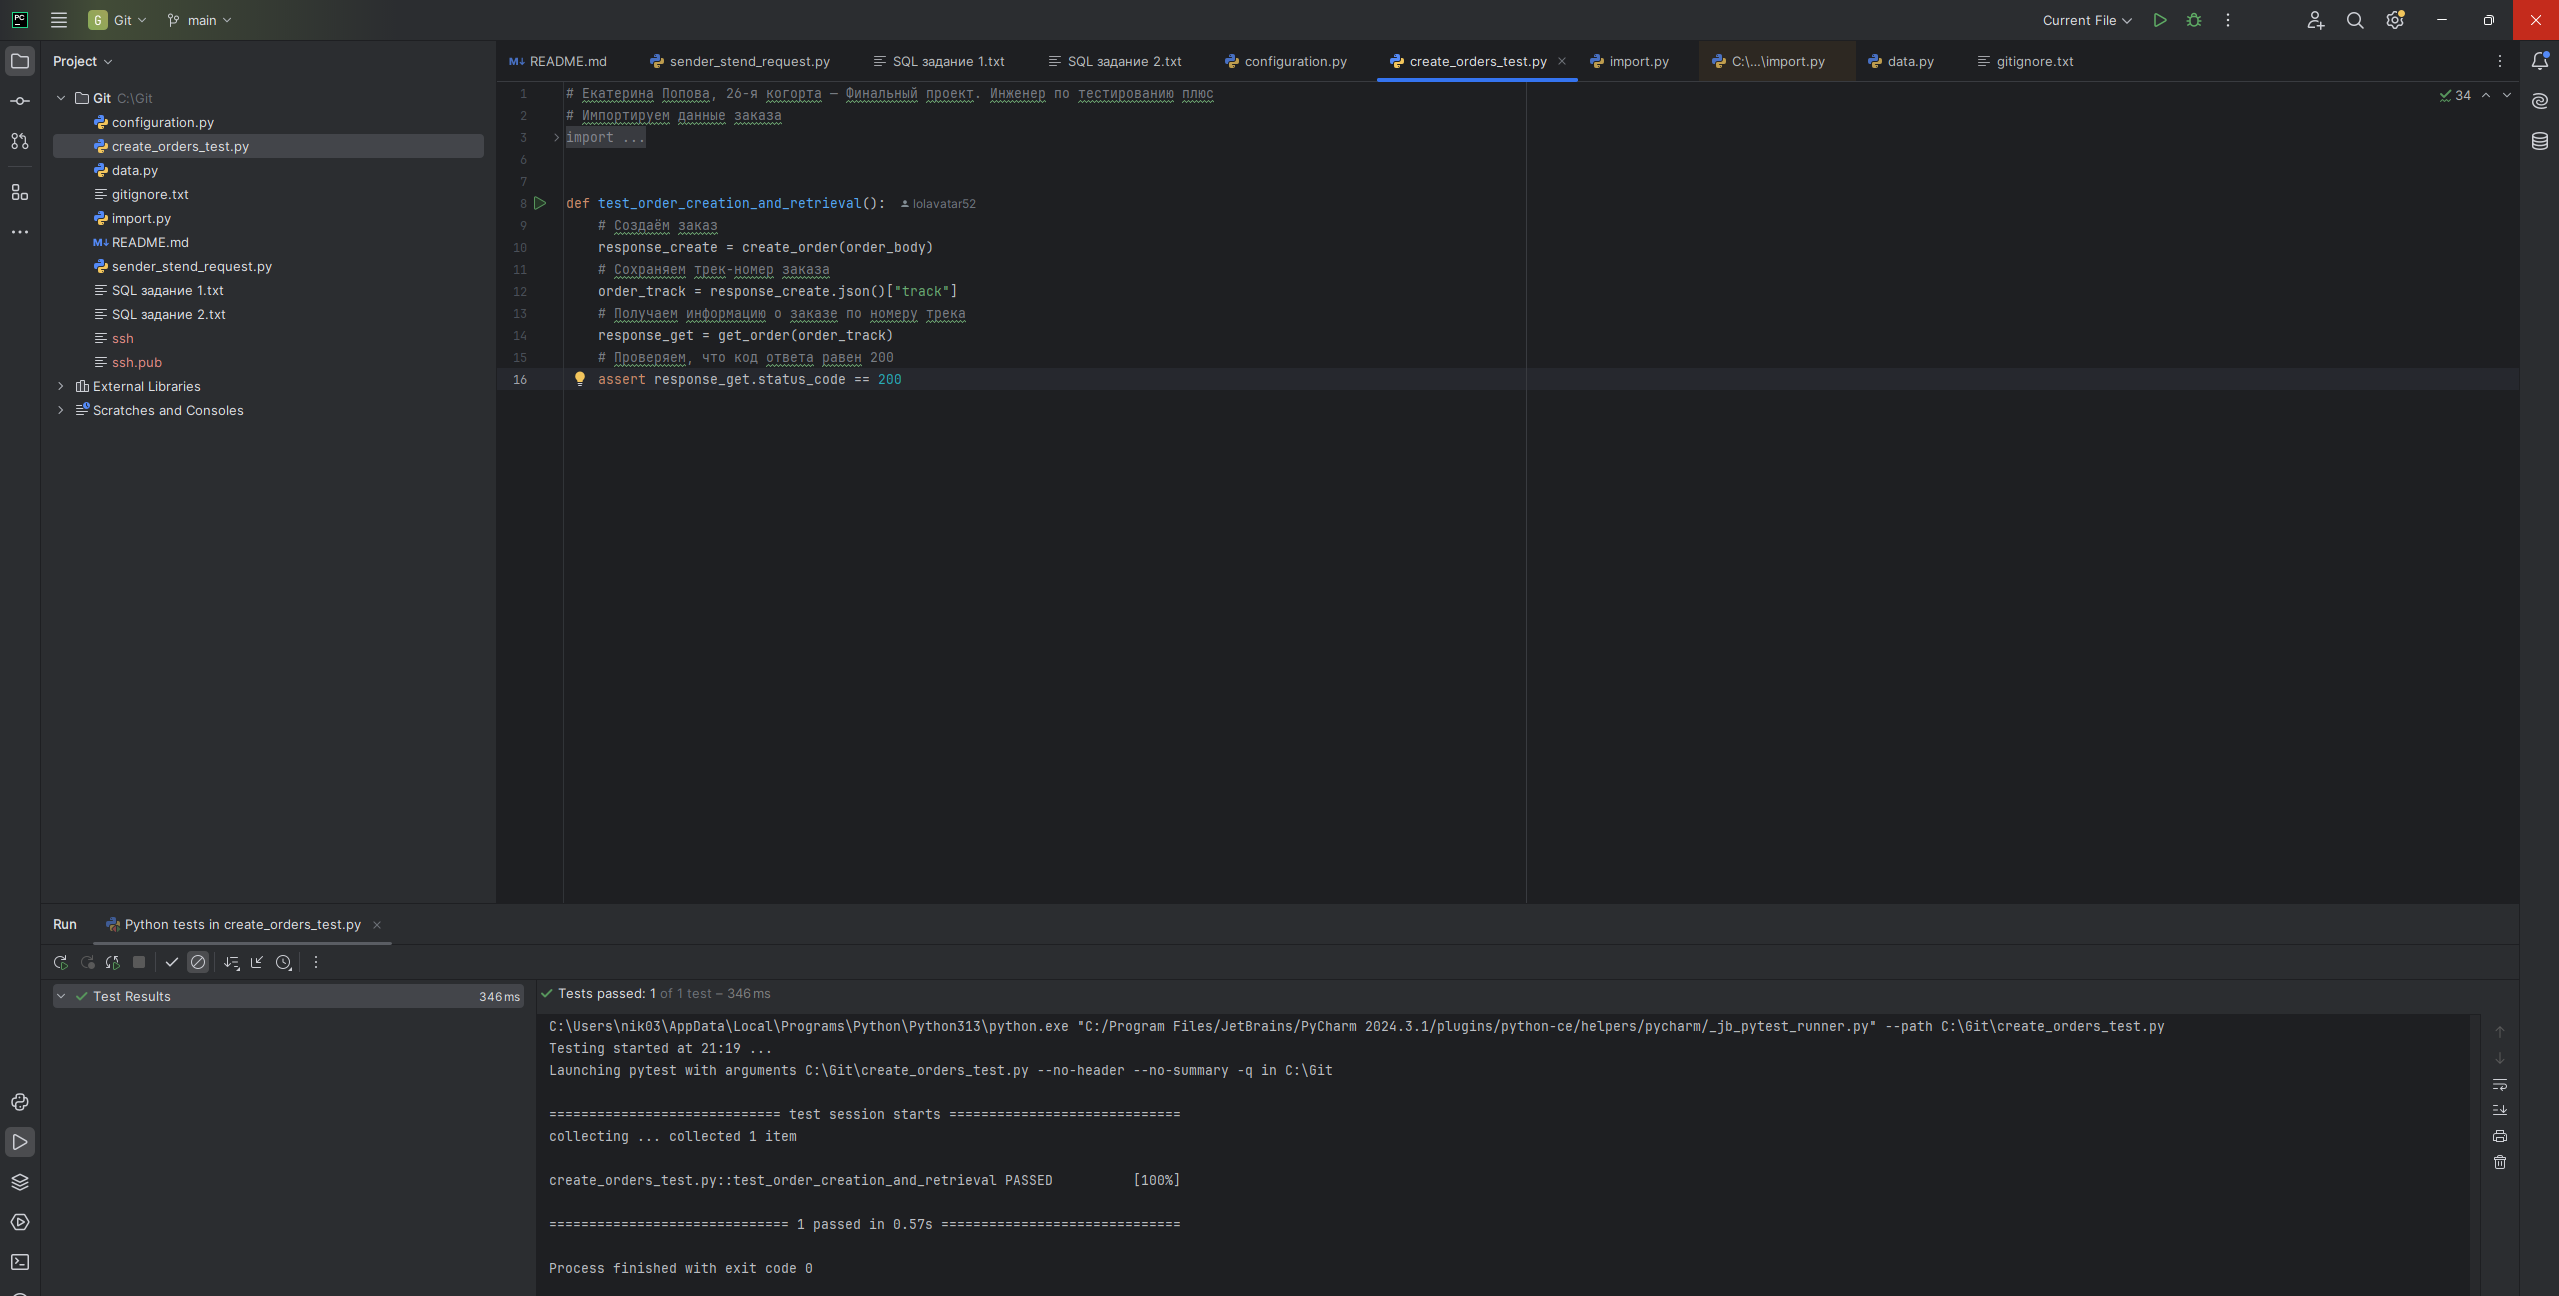 PC G Git main Current File
Project
README.md sender_stend_request.py SQL задание 1.txt SQL задание 2.txt configuration.py create_orders_test.py import.py C:\...\import.py data.py gitignore.txt
Git C:\Git
configuration.py
create_orders_test.py
data.py
gitignore.txt
import.py
M↓ README.md
sender_stend_request.py
SQL задание 1.txt
SQL задание 2.txt
ssh
ssh.pub
External Libraries
Scratches and Consoles
34
1 # Екатерина Попова, 26-я когорта — Финальный проект. Инженер по тестированию плюс
2 # Импортируем данные заказа
3 import ...
6
7
8 def test_order_creation_and_retrieval(): lolavatar52
9 # Создаём заказ
10 response_create = create_order(order_body)
11 # Сохраняем трек-номер заказа
12 order_track = response_create.json()["track"]
13 # Получаем информацию о заказе по номеру трека
14 response_get = get_order(order_track)
15 # Проверяем, что код ответа равен 200
16 assert response_get.status_code == 200
Run Python tests in create_orders_test.py
Test Results 346 ms
Tests passed: 1 of 1 test – 346 ms
C:\Users\nik03\AppData\Local\Programs\Python\Python313\python.exe "C:/Program Files/JetBrains/PyCharm 2024.3.1/plugins/python-ce/helpers/pycharm/_jb_pytest_runner.py" --path C:\Git\create_orders_test.py
Testing started at 21:19 ...
Launching pytest with arguments C:\Git\create_orders_test.py --no-header --no-summary -q in C:\Git
============================= test session starts =============================
collecting ... collected 1 item
create_orders_test.py::test_order_creation_and_retrieval PASSED [100%]
============================== 1 passed in 0.57s ==============================
Process finished with exit code 0